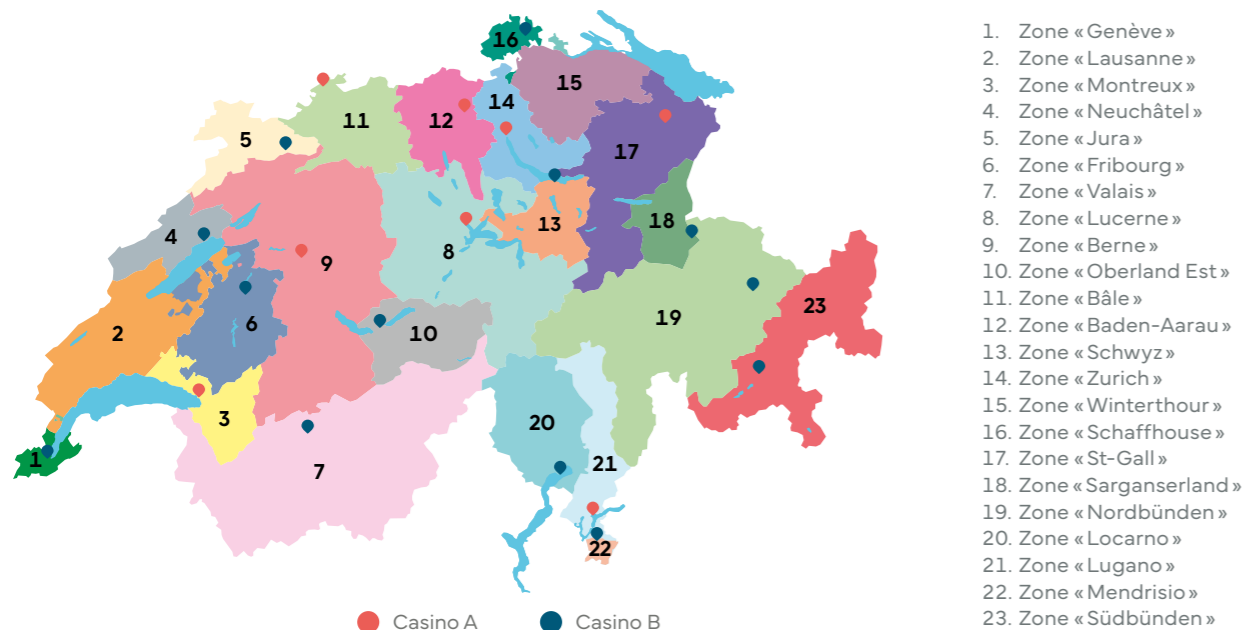 16
15
14
11
12
5
17
18
13
4
8
9
23
19
10
6
2
3
20
21
1
7
22
Casino A
Casino B
1. Zone «Genève»
2. Zone «Lausanne»
3. Zone «Montreux»
4. Zone «Neuchâtel»
5. Zone «Jura»
6. Zone «Fribourg»
7. Zone «Valais»
8. Zone «Lucerne»
9. Zone «Berne»
10. Zone «Oberland Est»
11. Zone «Bâle»
12. Zone «Baden-Aarau»
13. Zone «Schwyz»
14. Zone «Zurich»
15. Zone «Winterthour»
16. Zone «Schaffhouse»
17. Zone «St-Gall»
18. Zone «Sarganserland»
19. Zone «Nordbünden»
20. Zone «Locarno»
21. Zone «Lugano»
22. Zone «Mendrisio»
23. Zone «Südbünden»